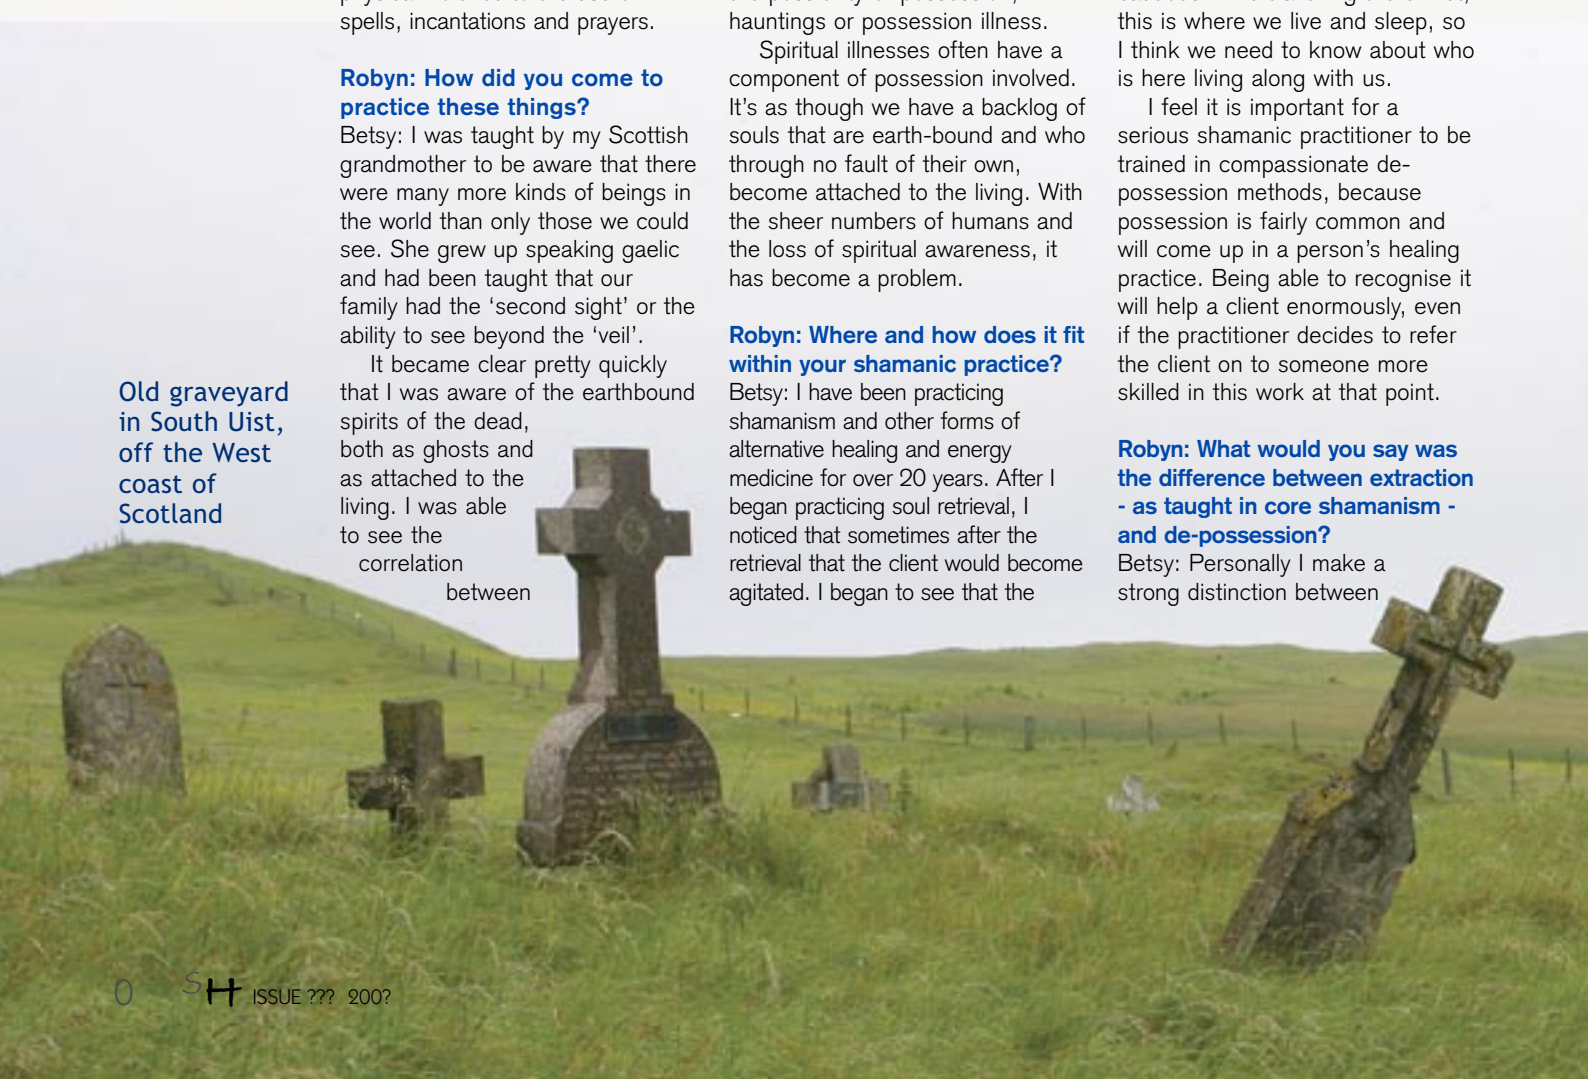 spells, incantations and prayers.
Robyn: How did you come to
practice these things?
Betsy: I was taught by my Scottish
grandmother to be aware that there
were many more kinds of beings in
the world than only those we could
see. She grew up speaking gaelic
and had been taught that our
family had the ‘second sight’ or the
ability to see beyond the ‘veil’.
It became clear pretty quickly
that I was aware of the earthbound
spirits of the dead,
both as ghosts and
as attached to the
living. I was able
to see the
correlation
between
hauntings or possession illness.
Spiritual illnesses often have a
component of possession involved.
It’s as though we have a backlog of
souls that are earth-bound and who
through no fault of their own,
become attached to the living. With
the sheer numbers of humans and
the loss of spiritual awareness, it
has become a problem.
Robyn: Where and how does it fit
within your shamanic practice?
Betsy: I have been practicing
shamanism and other forms of
alternative healing and energy
medicine for over 20 years. After I
began practicing soul retrieval, I
noticed that sometimes after the
retrieval that the client would become
agitated. I began to see that the
this is where we live and sleep, so
I think we need to know about who
is here living along with us.
I feel it is important for a
serious shamanic practitioner to be
trained in compassionate de-
possession methods, because
possession is fairly common and
will come up in a person’s healing
practice. Being able to recognise it
will help a client enormously, even
if the practitioner decides to refer
the client on to someone more
skilled in this work at that point.
Robyn: What would you say was
the difference between extraction
- as taught in core shamanism -
and de-possession?
Betsy: Personally I make a
strong distinction between
Old graveyard
in South Uist,
off the West
coast of
Scotland
0 SH ISSUE ??? 200?